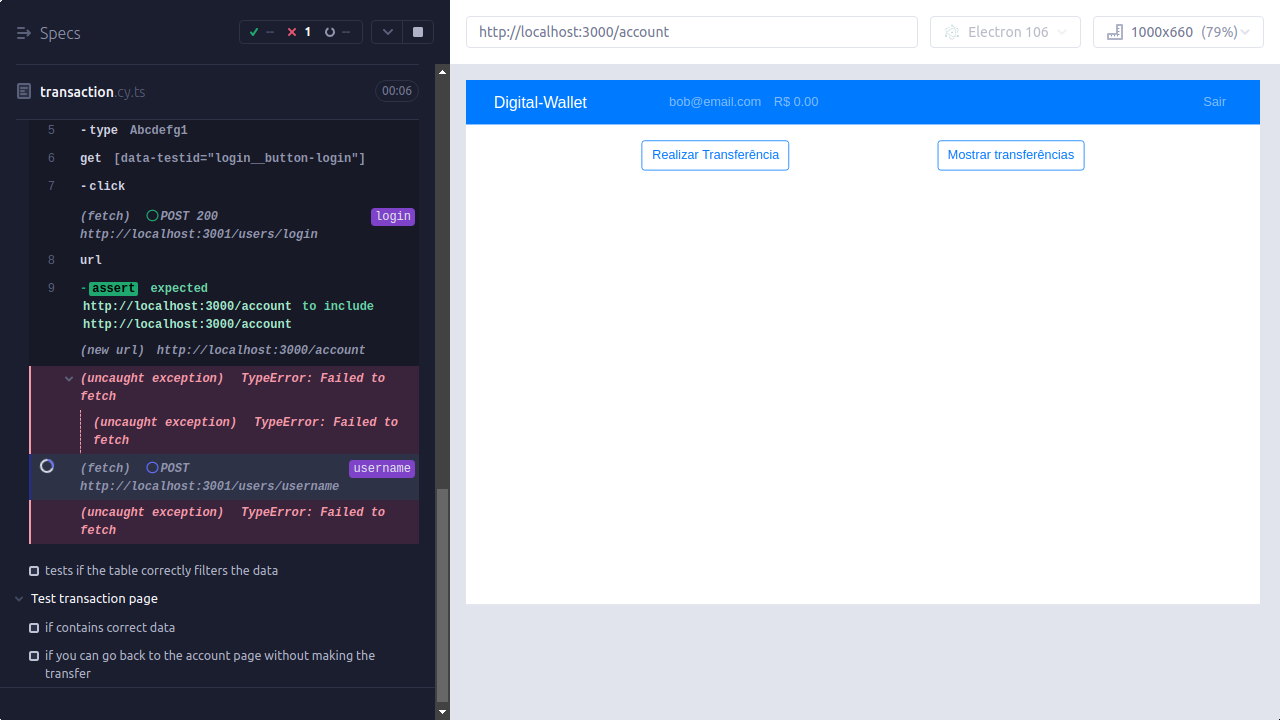 Specs
-- 1 --
transaction.cy.ts 00:06
5 -type Abcdefg1
6 get [data-testid="login__button-login"]
7 -click
(fetch) POST 200 login
http://localhost:3001/users/login
8 url
9 -assert expected
http://localhost:3000/account to include
http://localhost:3000/account
(new url) http://localhost:3000/account
(uncaught exception) TypeError: Failed to
fetch
(uncaught exception) TypeError: Failed to
fetch
(fetch) POST username
http://localhost:3001/users/username
(uncaught exception) TypeError: Failed to
fetch
tests if the table correctly filters the data
Test transaction page
if contains correct data
if you can go back to the account page without making the
transfer
http://localhost:3000/account Electron 106 1000x660 (79%)
Digital-Wallet bob@email.com R$ 0.00 Sair
Realizar Transferência Mostrar transferências